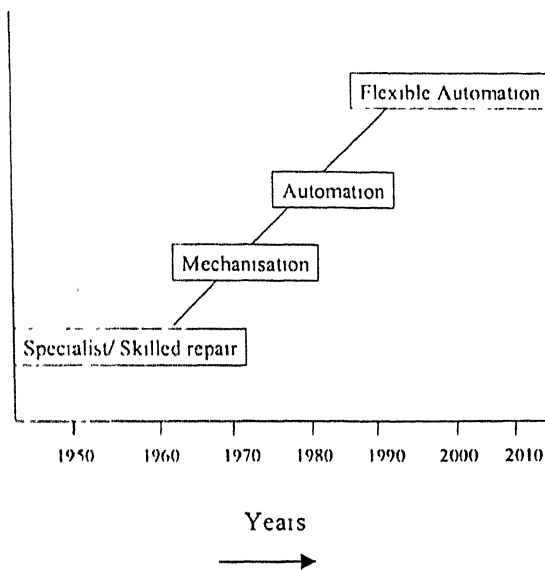 Flexible Automation
Automation
Mechanisation
Specialist/ Skilled repair
1950 1960 1970 1980 1990 2000 2010
Years